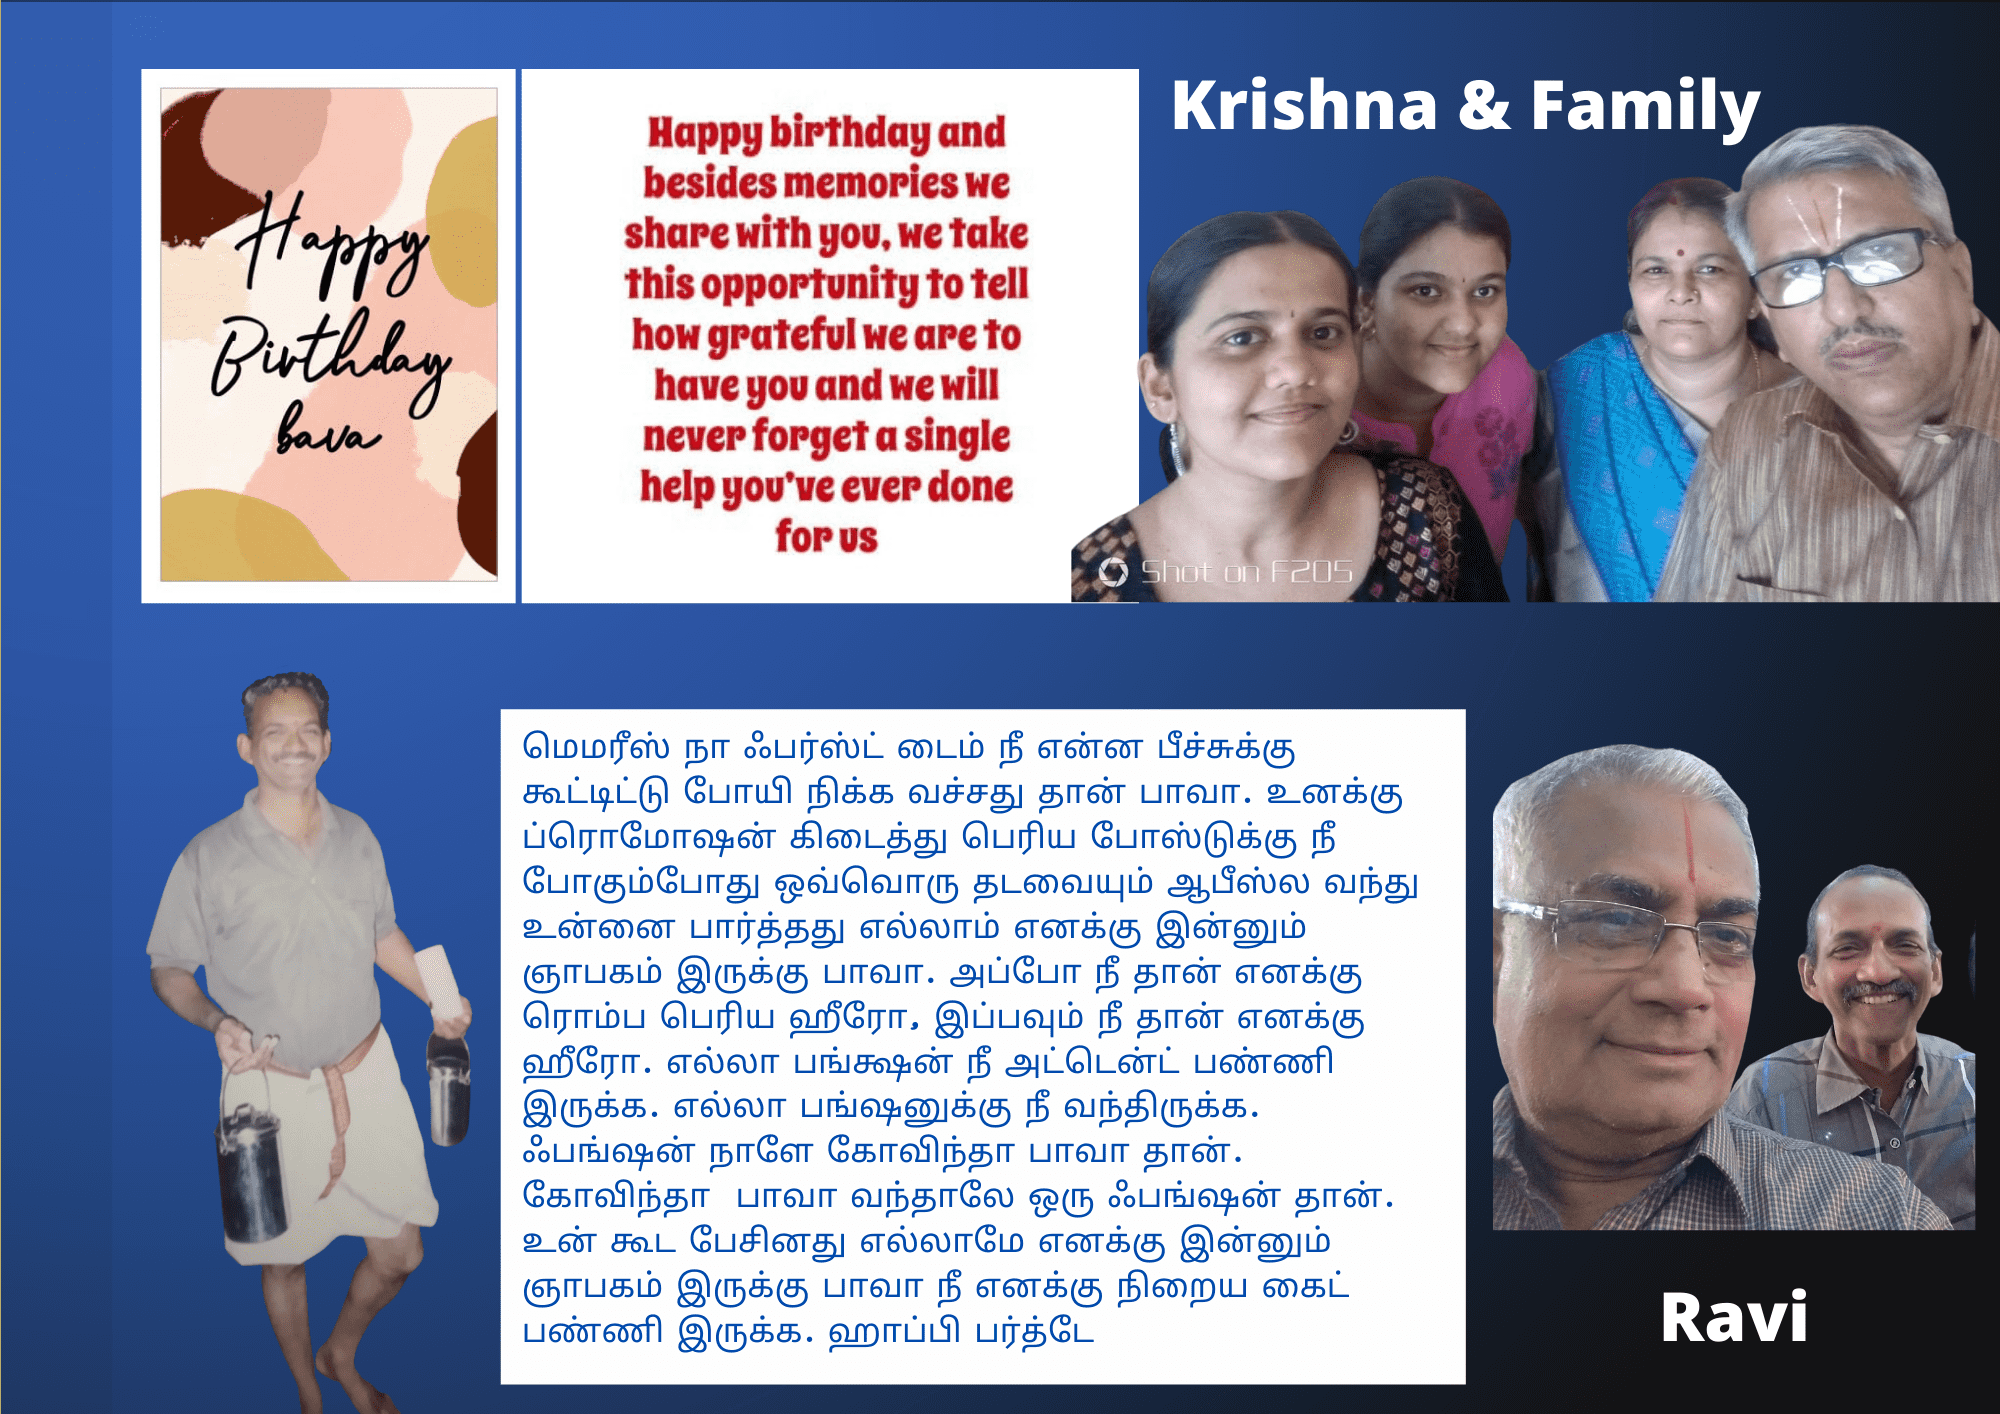 Happy
Birthday
bava
Happy birthday and
besides memories we
share with you, we take
this opportunity to tell
how grateful we are to
have you and we will
never forget a single
help you've ever done
for us
Krishna & Family
Shot on F205
மெமரீஸ் நா ஃபர்ஸ்ட் டைம் நீ என்ன பீச்சுக்கு
கூட்டிட்டு போயி நிக்க வச்சது தான் பாவா. உனக்கு
ப்ரொமோஷன் கிடைத்து பெரிய போஸ்டுக்கு நீ
போகும்போது ஒவ்வொரு தடவையும் ஆபீஸ்ல வந்து
உன்னை பார்த்தது எல்லாம் எனக்கு இன்னும்
ஞாபகம் இருக்கு பாவா. அப்போ நீ தான் எனக்கு
ரொம்ப பெரிய ஹீரோ, இப்பவும் நீ தான் எனக்கு
ஹீரோ. எல்லா பங்க்ஷன் நீ அட்டென்ட் பண்ணி
இருக்க. எல்லா பங்ஷனுக்கு நீ வந்திருக்க.
ஃபங்ஷன் நாளே கோவிந்தா பாவா தான்.
கோவிந்தா  பாவா வந்தாலே ஒரு ஃபங்ஷன் தான்.
உன் கூட பேசினது எல்லாமே எனக்கு இன்னும்
ஞாபகம் இருக்கு பாவா நீ எனக்கு நிறைய கைட்
பண்ணி இருக்க. ஹாப்பி பர்த்டே
Ravi